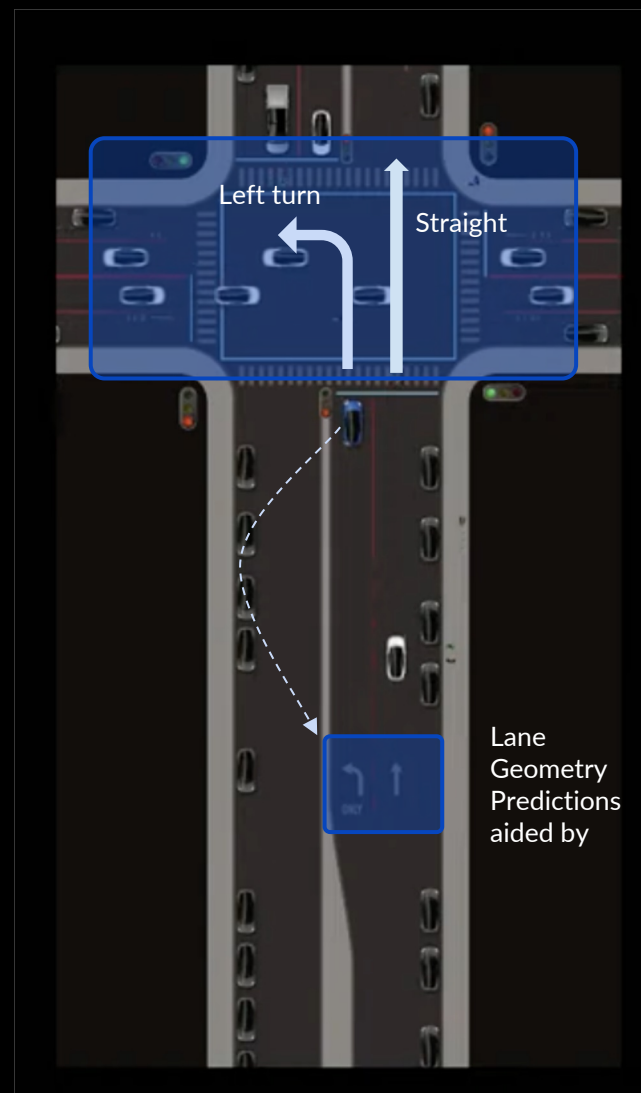 Left turn
Straight
ONLY
Lane
Geometry
Predictions
aided by